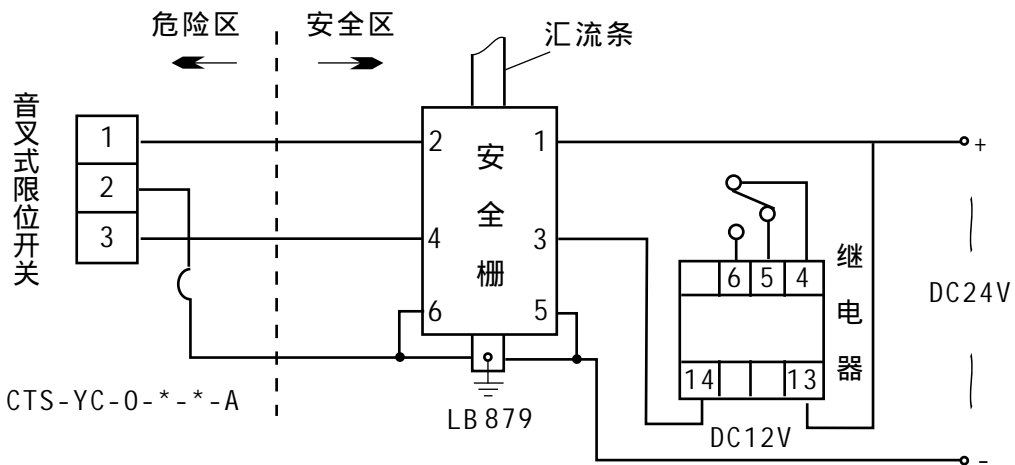 危险区
安全区
汇流条
音叉式限位开关
1
2
3
2
1
安全栅
4
3
6
5
+
6 5 4
继电器
DC24V
14 13
CTS-YC-0-*-*-A
LB879
DC12V
-